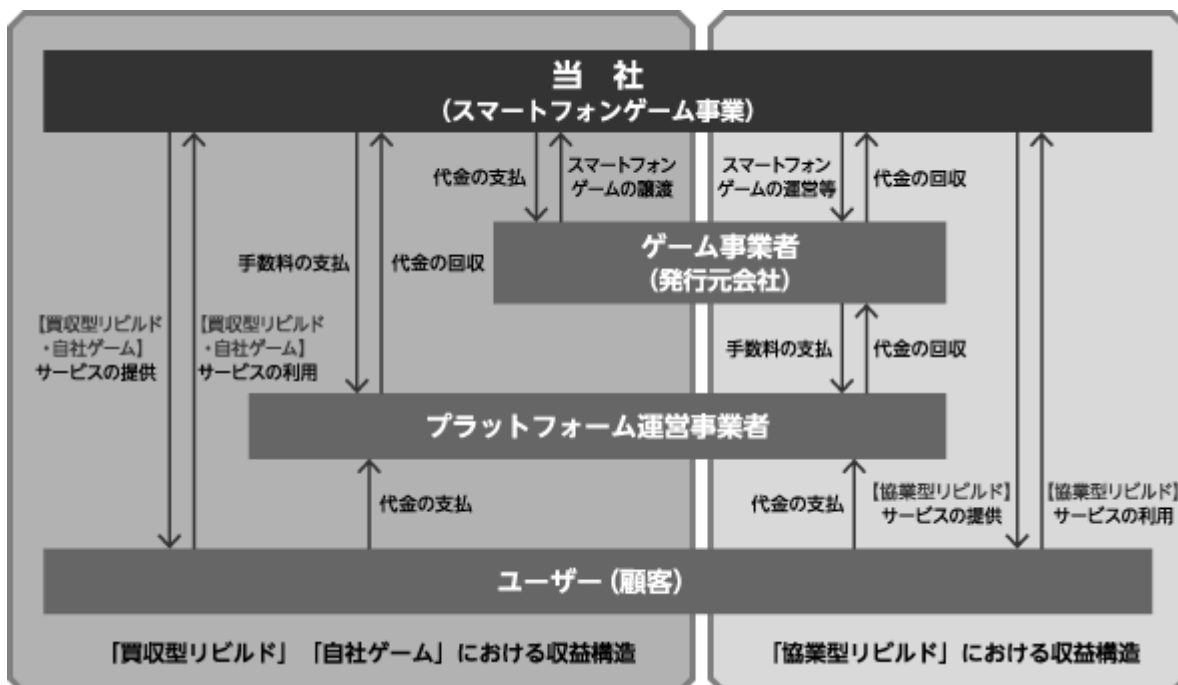 当　社
（スマートフォンゲーム事業）
代金の支払
スマートフォン
ゲームの譲渡
スマートフォン
ゲームの運営等
代金の回収
ゲーム事業者
（発行元会社）
手数料の支払
代金の回収
手数料の支払
代金の回収
【買収型リビルド
・自社ゲーム】
サービスの提供
【買収型リビルド
・自社ゲーム】
サービスの利用
プラットフォーム運営事業者
代金の支払
代金の支払
【協業型リビルド】
サービスの提供
【協業型リビルド】
サービスの利用
ユーザー（顧客）
「買収型リビルド」「自社ゲーム」における収益構造
「協業型リビルド」における収益構造